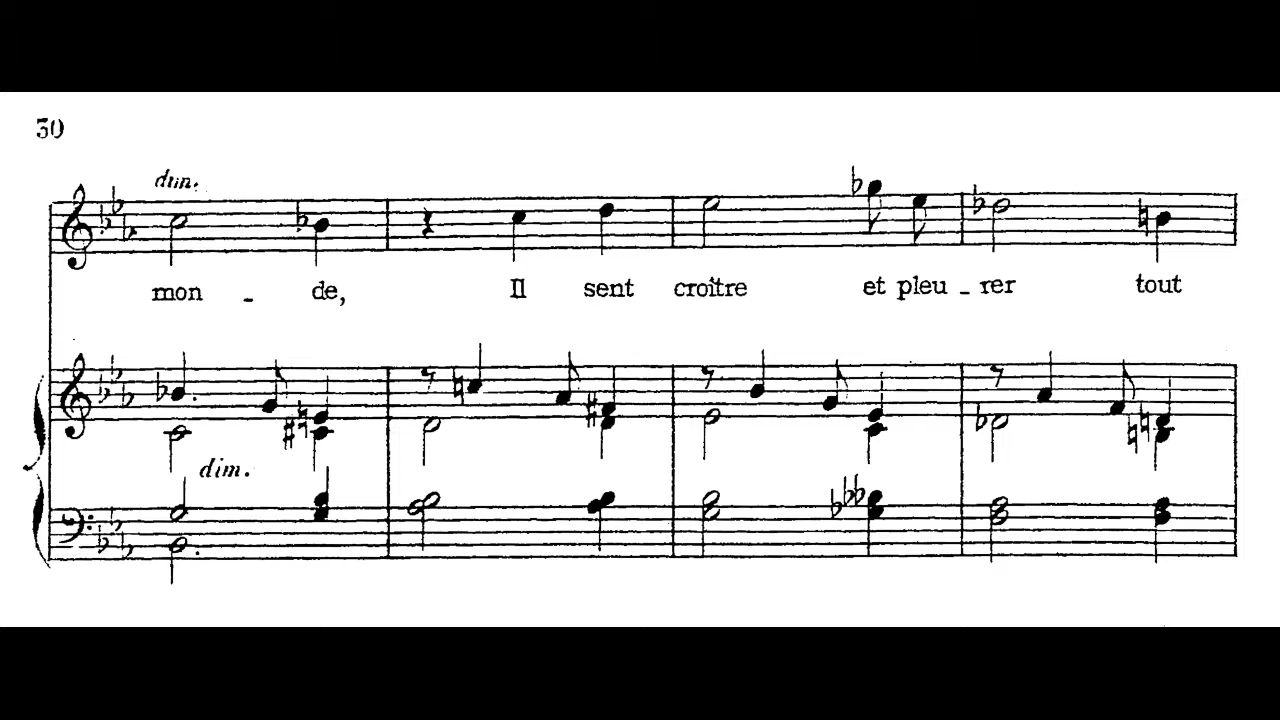 30
dim.
mon - de, Il sent croître et pleu - rer tout
dim.